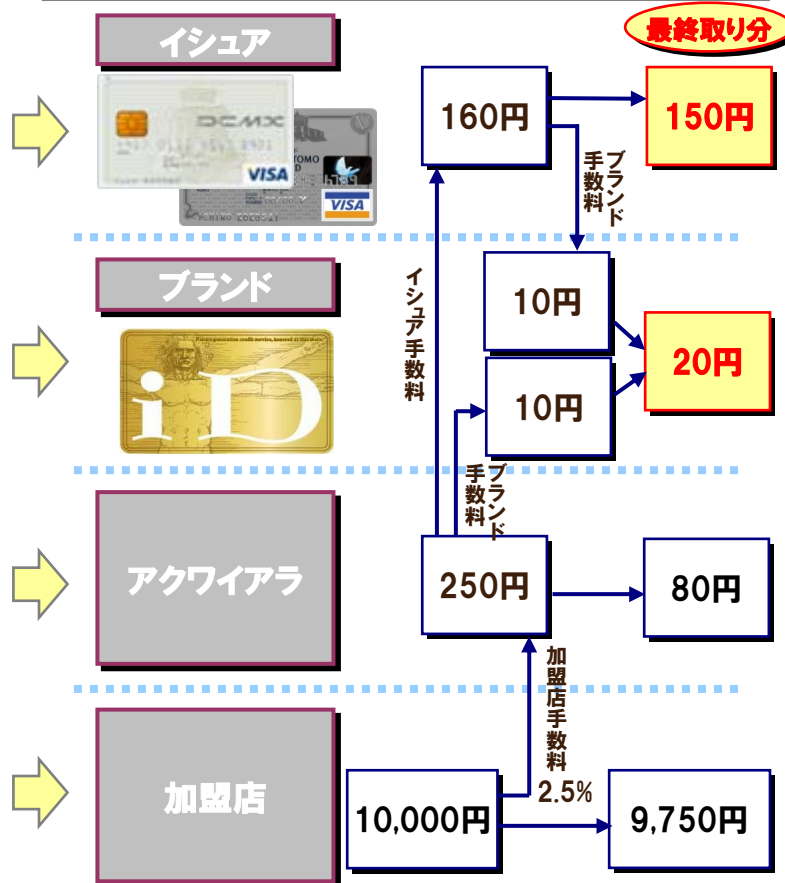 最終取り分
イシュア
160円
150円
DCMX
VISA
VISA
ブランド
手数料
ブランド
10円
20円
10円
iD
イシュア手数料
ブランド
手数料
アクワイアラ
250円
80円
加盟店手数料
2.5%
加盟店
10,000円
9,750円